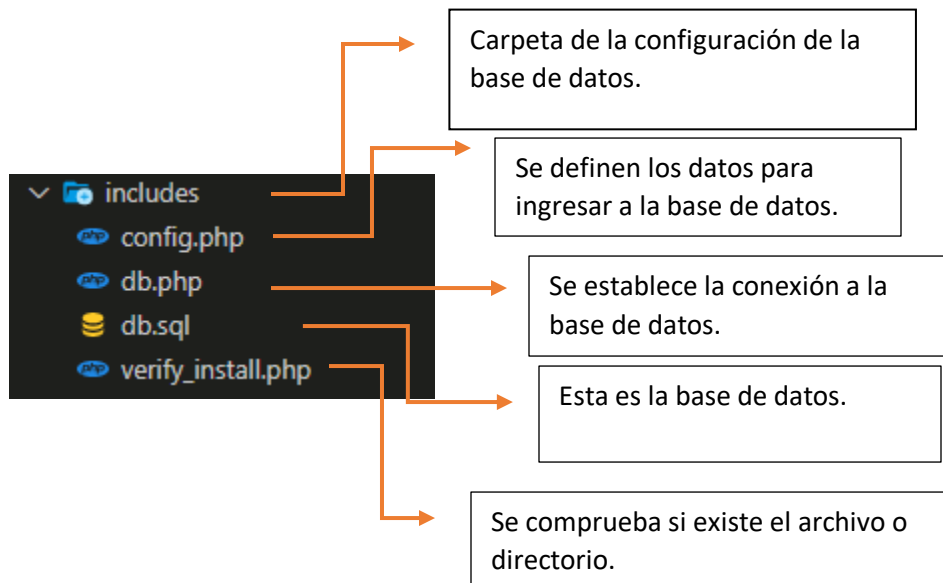 Carpeta de la configuración de la
base de datos.
Se definen los datos para
ingresar a la base de datos.
includes
config.php
db.php
db.sql
verify_install.php
Se establece la conexión a la
base de datos.
Esta es la base de datos.
Se comprueba si existe el archivo o
directorio.